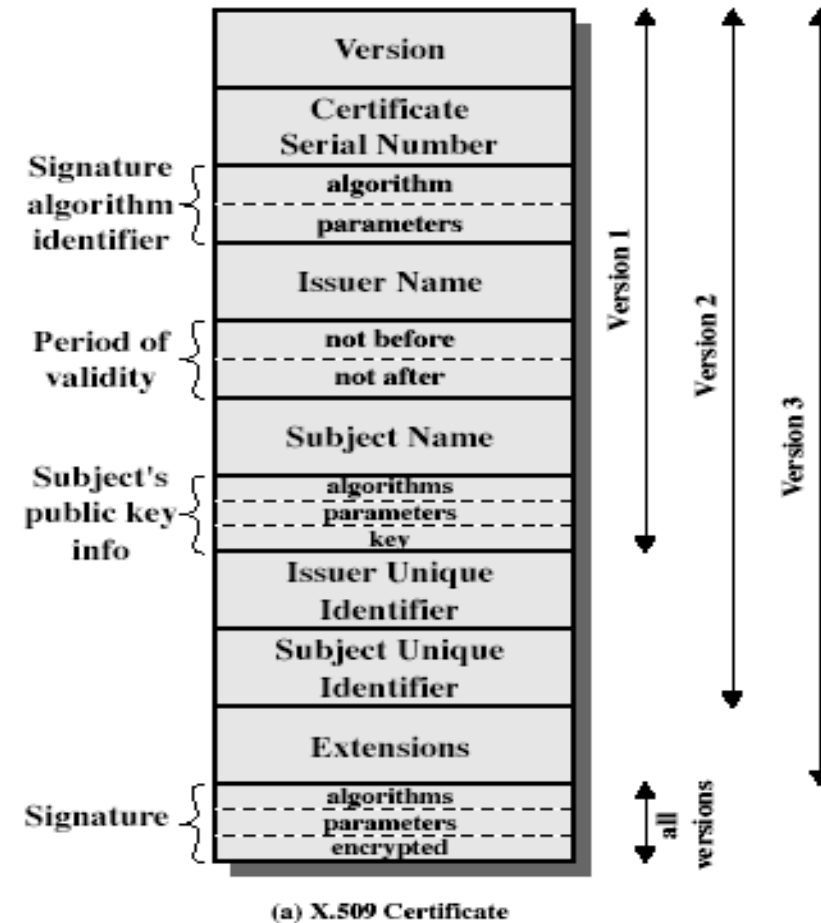 Version
Certificate
Serial Number
Signature
algorithm
identifier
algorithm
parameters
Issuer Name
Period of
validity
not before
not after
Subject Name
Subject's
public key
info
algorithms
parameters
key
Issuer Unique
Identifier
Subject Unique
Identifier
Extensions
Signature
algorithms
parameters
encrypted
Version 1
Version 2
Version 3
all
versions
(a) X.509 Certificate